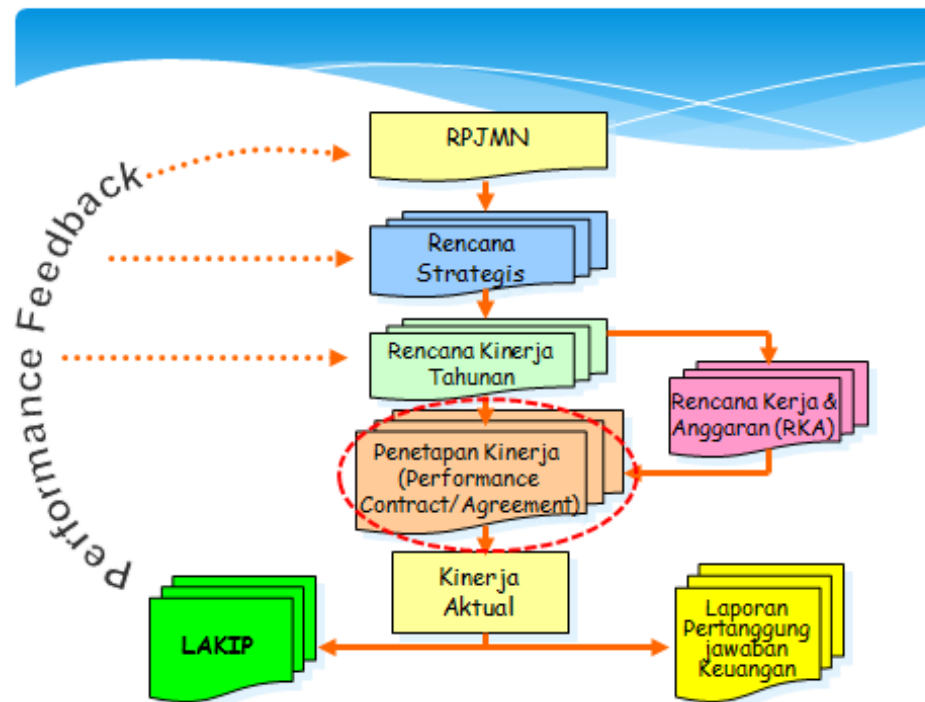 Performance Feedback
RPJMN
Rencana
Strategis
Rencana Kinerja
Tahunan
Rencana Kerja &
Anggaran (RKA)
Penetapan Kinerja
(Performance
Contract/Agreement)
Kinerja
Aktual
LAKIP
Laporan
Pertanggung
jawaban
Keuangan